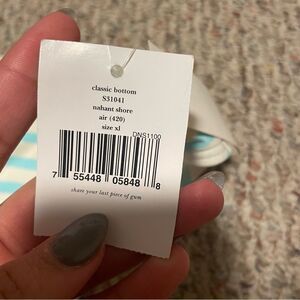 classic bottom
S31041
nahant shore
air (420)
size xl
DNS1100
7 55448 05848 8
share your last piece of gum